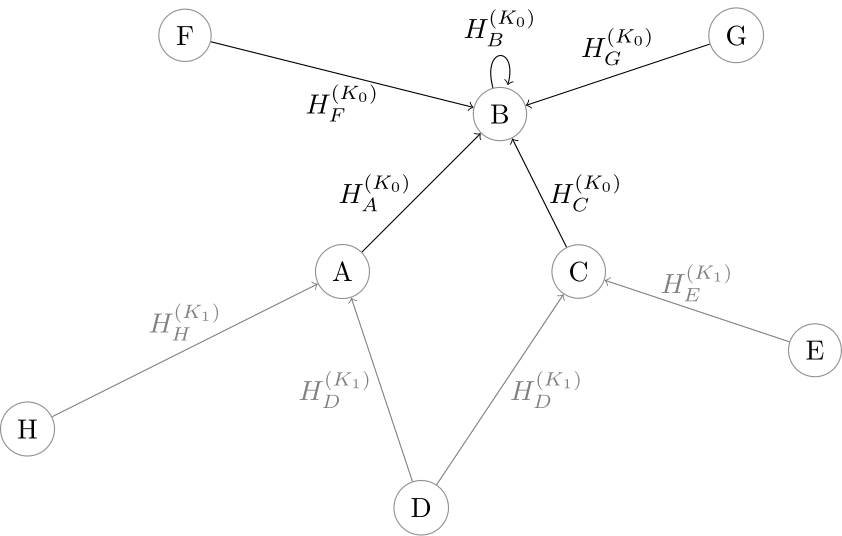 F
H_B^{(K_0)}
H_G^{(K_0)}
G
H_F^{(K_0)}
B
H_A^{(K_0)}
H_C^{(K_0)}
A
C
H_E^{(K_1)}
H_H^{(K_1)}
E
H_D^{(K_1)}
H_D^{(K_1)}
H
D